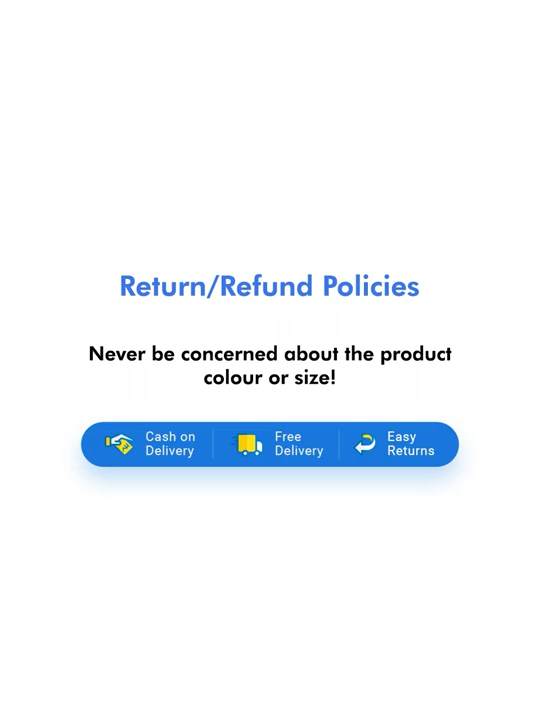 Return/Refund Policies
Never be concerned about the product
colour or size!
Cash on
Delivery
Free
Delivery
Easy
Returns